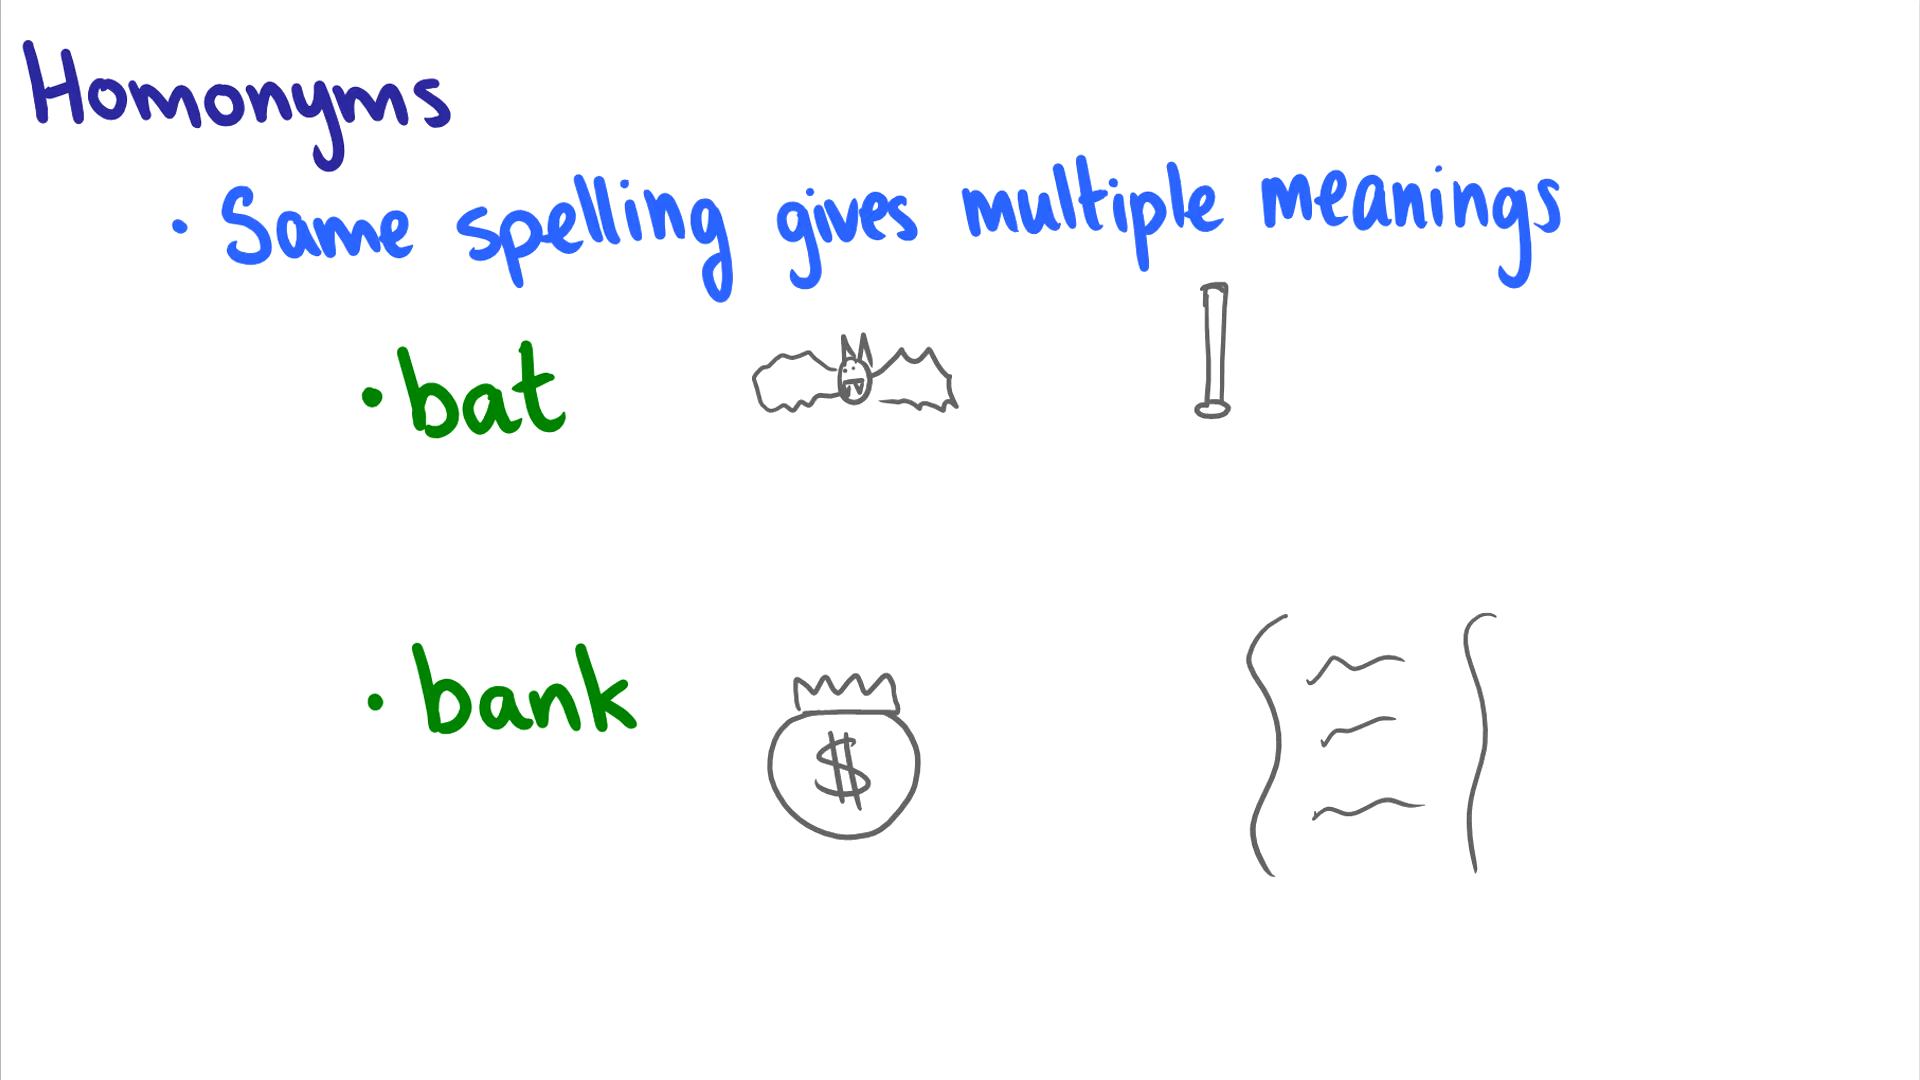 Homonyms
• Same spelling gives multiple meanings
• bat
• bank
$